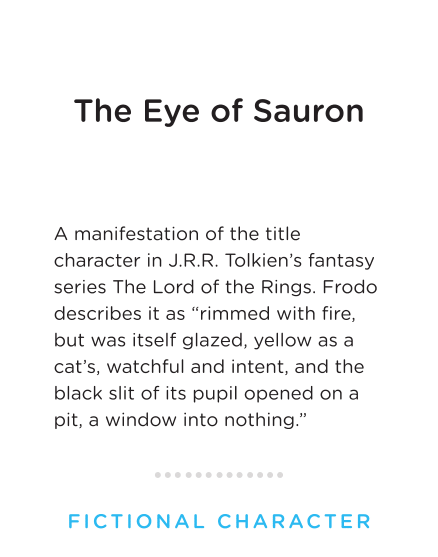 The Eye of Sauron
A manifestation of the title
character in J.R.R. Tolkien’s fantasy
series The Lord of the Rings. Frodo
describes it as “rimmed with fire,
but was itself glazed, yellow as a
cat’s, watchful and intent, and the
black slit of its pupil opened on a
pit, a window into nothing.”
FICTIONAL CHARACTER